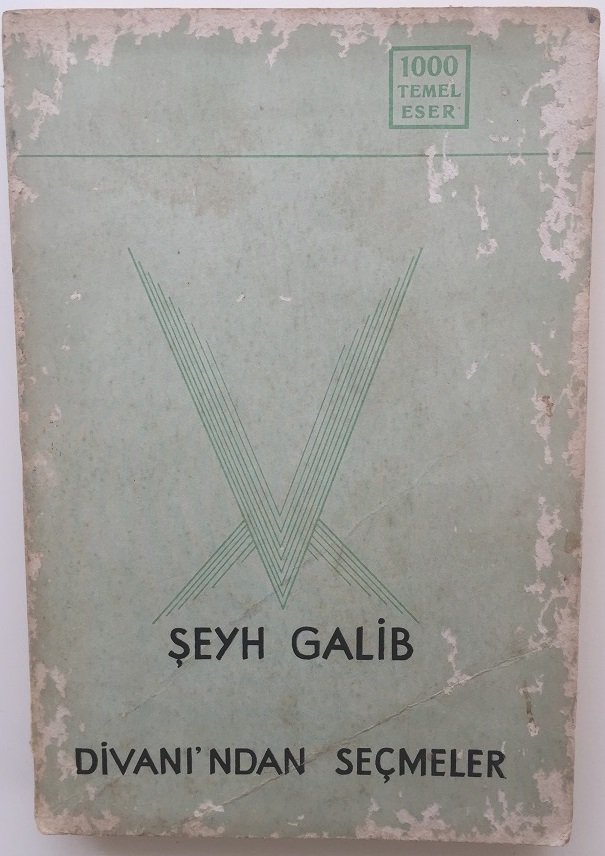 1000
TEMEL
ESER
ŞEYH GALİB
DİVANI'NDAN SEÇMELER